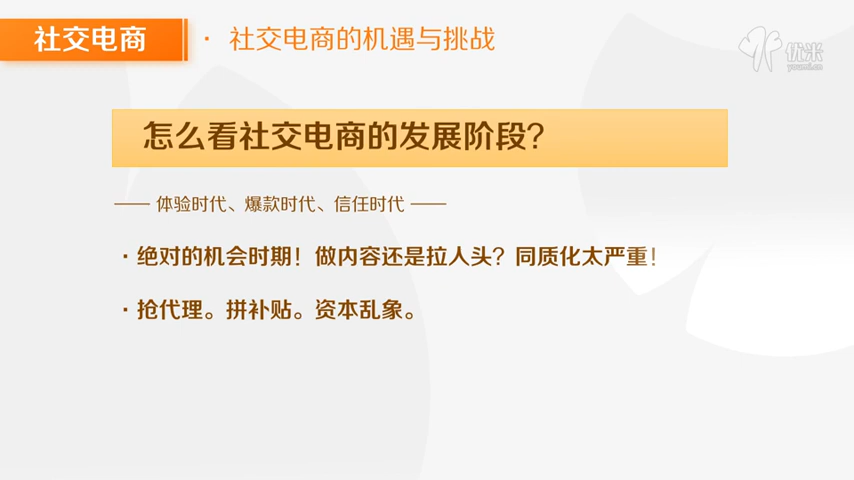 社交电商
· 社交电商的机遇与挑战
优米
youmi.cn
怎么看社交电商的发展阶段？
—— 体验时代、爆款时代、信任时代 ——
· 绝对的机会时期！做内容还是拉人头？同质化太严重！
· 抢代理。拼补贴。资本乱象。